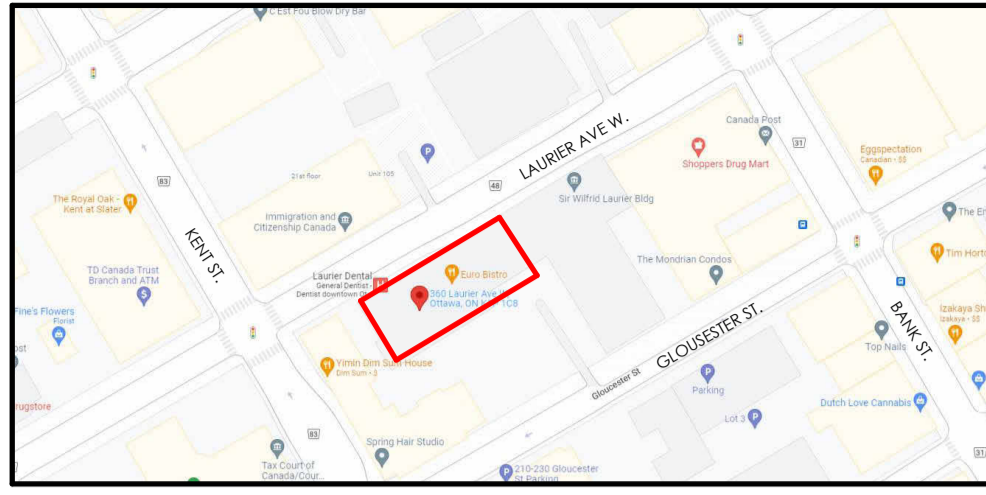 C'Est Fou Blow Dry Bar
LAURIER AVE W.
Canada Post
31
Shoppers Drug Mart
Eggspectation
Canadian • $$
83
21st floor
Unit 105
48
Sir Wilfrid Laurier Bldg
The Royal Oak -
Kent at Slater
Immigration and
Citizenship Canada
KENT ST.
TD Canada Trust
Branch and ATM
Laurier Dental
General Dentist -
Dentist downtown
Euro Bistro
360 Laurier Ave
Ottawa, ON
1C8
The Mondrian Condos
Tim Hort
Fine's Flowers
Florist
GLOUSESTER ST.
BANK ST.
Izakaya Sh
Izakaya • $$
Top Nails
Yimin Dim Sum House
Dim Sum • $
Gloucester St
Parking
Lot 3
Dutch Love Cannabis
rugstore
83
Spring Hair Studio
Tax Court of
Canada/Cour...
210-230 Gloucester
St Parking
31